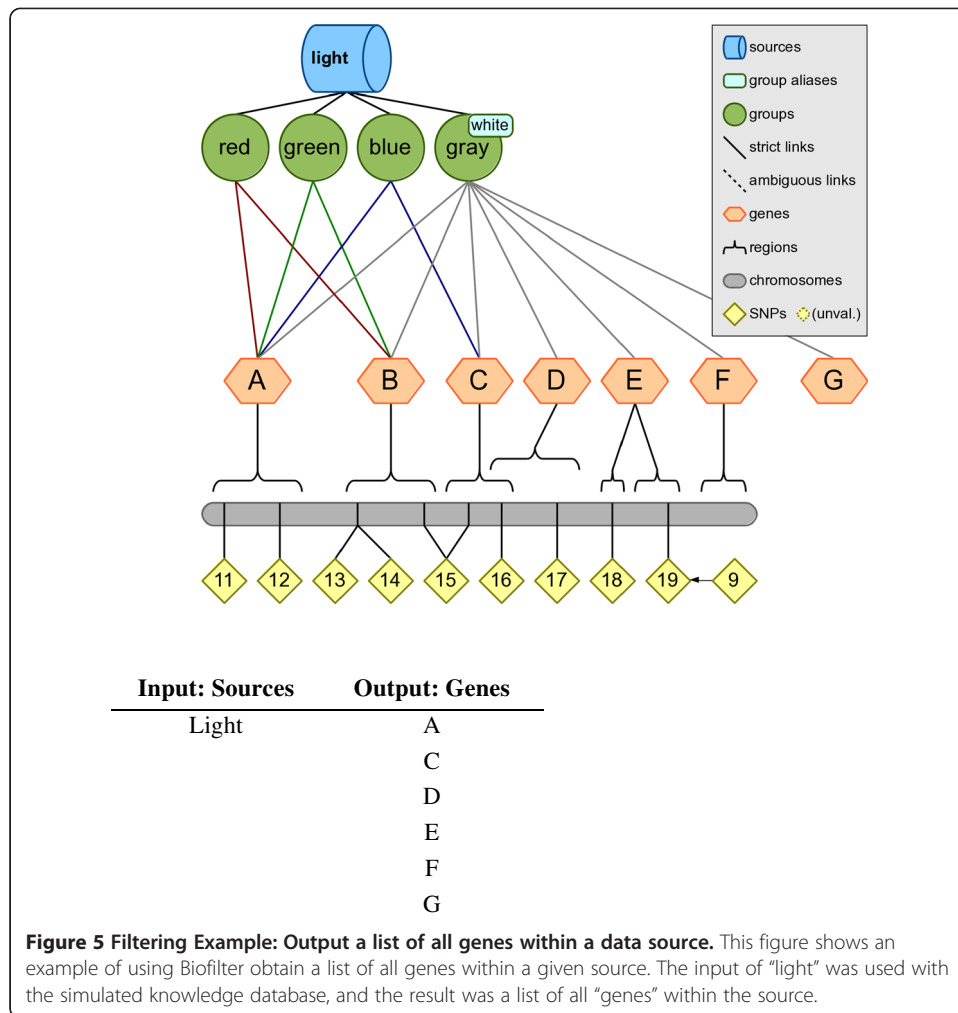 light
sources
group aliases
groups
strict links
ambiguous links
genes
regions
chromosomes
SNPs (unval.)
red green blue gray white
A B C D E F G
11 12 13 14 15 16 17 18 19 9
Input: Sources Output: Genes
Light A
C
D
E
F
G
Figure 5 Filtering Example: Output a list of all genes within a data source. This figure shows an
example of using Biofilter obtain a list of all genes within a given source. The input of “light” was used with
the simulated knowledge database, and the result was a list of all “genes” within the source.